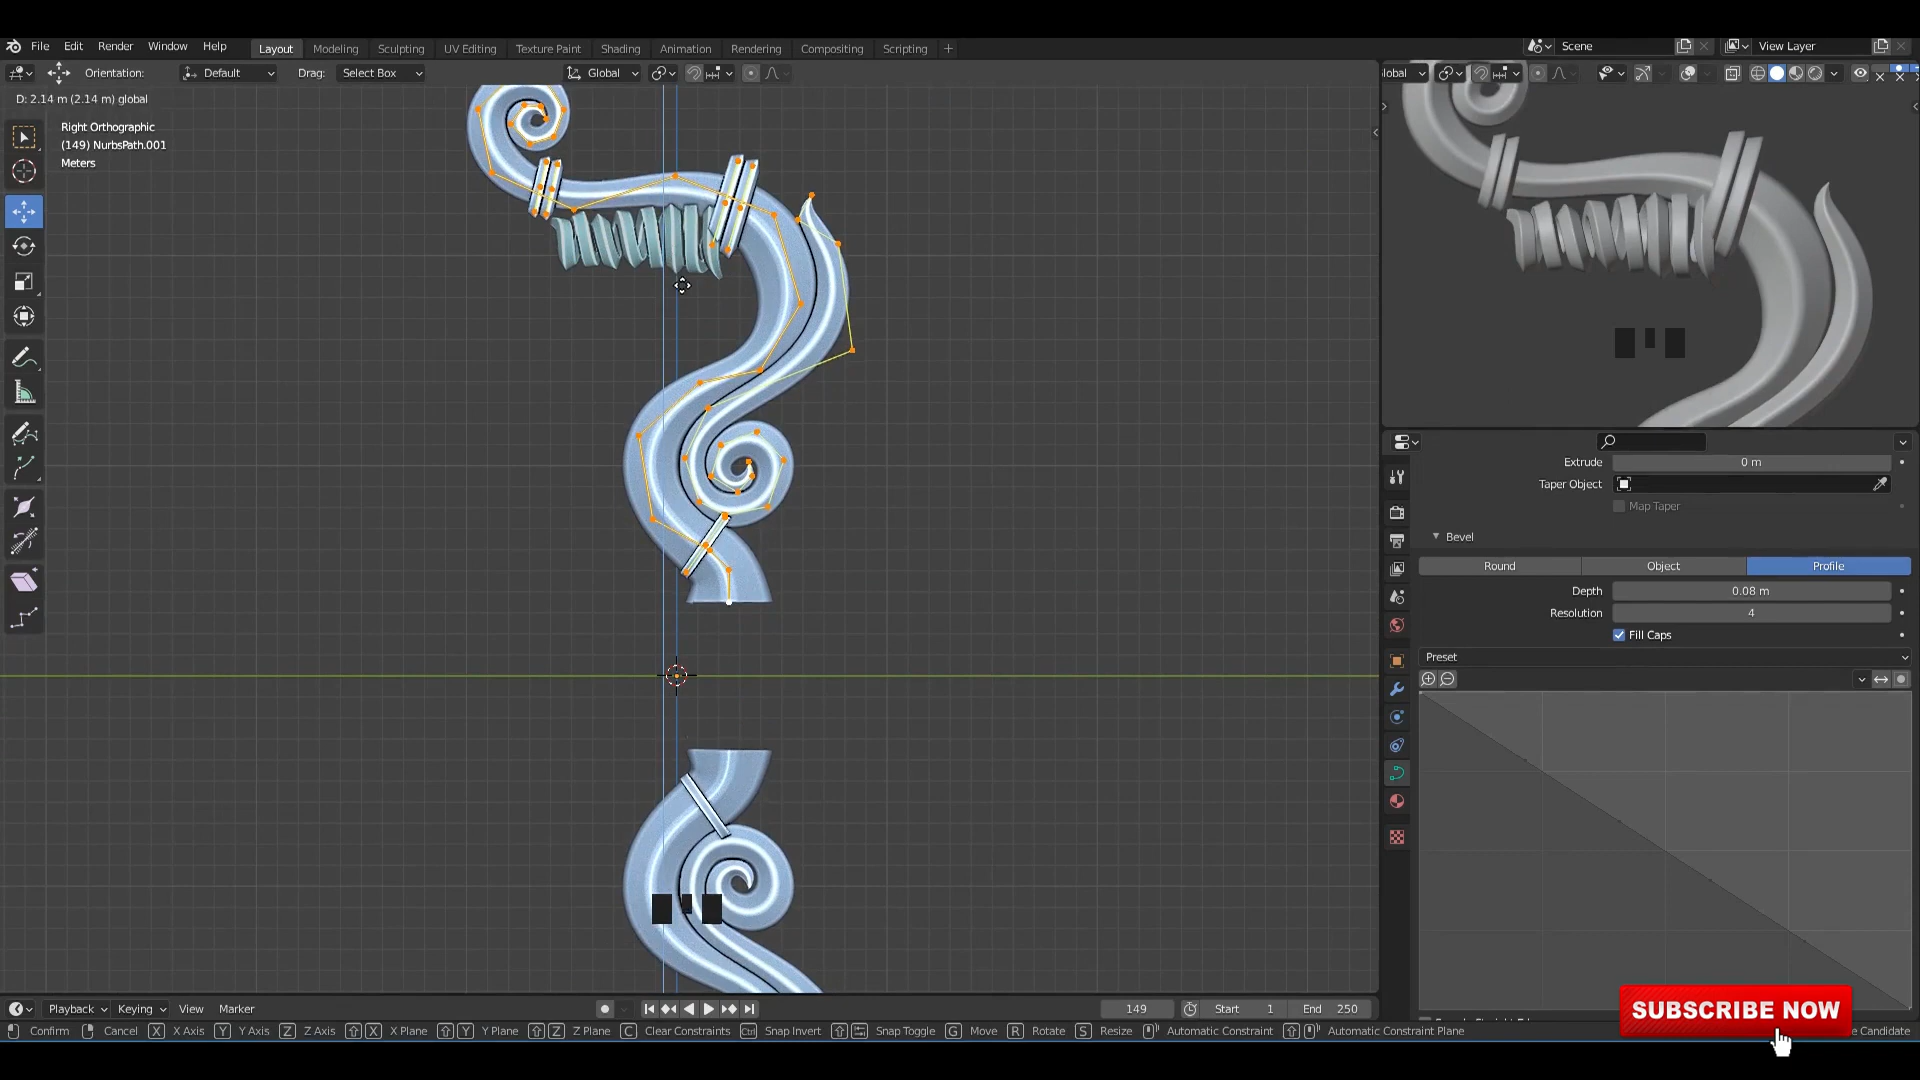 File Edit Render Window Help Layout Modeling Sculpting UV Editing Texture Paint Shading Animation Rendering Compositing Scripting + Scene View Layer
Orientation: Default Drag: Select Box Global lobal
D: 2.14 m (2.14 m) global
Right Orthographic
(149) NurbsPath.001
Meters
Extrude 0 m
Taper Object
Map Taper
Bevel
Round Object Profile
Depth 0.08 m
Resolution 4
Fill Caps
Preset
Playback Keying View Marker 149 Start 1 End 250
SUBSCRIBE NOW
Confirm Cancel X X Axis Y Y Axis Z Z Axis X X Plane Y Y Plane Z Z Plane C Clear Constraints Ctrl Snap Invert Snap Toggle G Move R Rotate S Resize Automatic Constraint Automatic Constraint Plane e Candidate